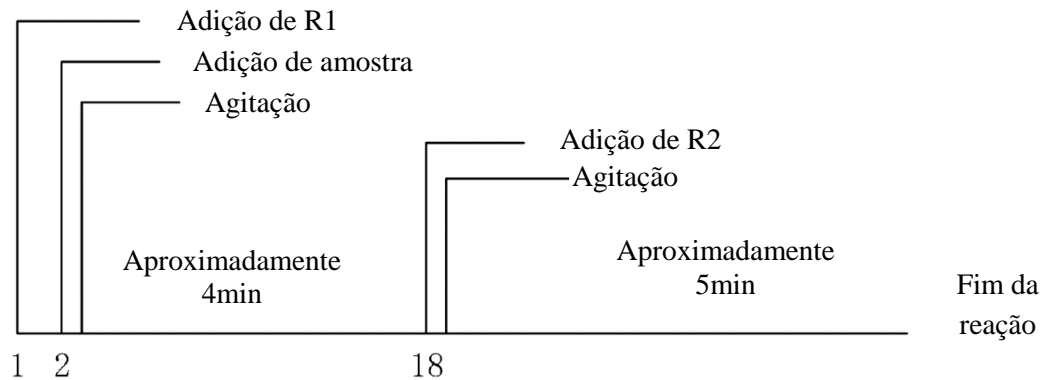 Adição de R1
Adição de amostra
Agitação
Adição de R2
Agitação
Aproximadamente
4min
Aproximadamente
5min
Fim da
reação
1 2 18